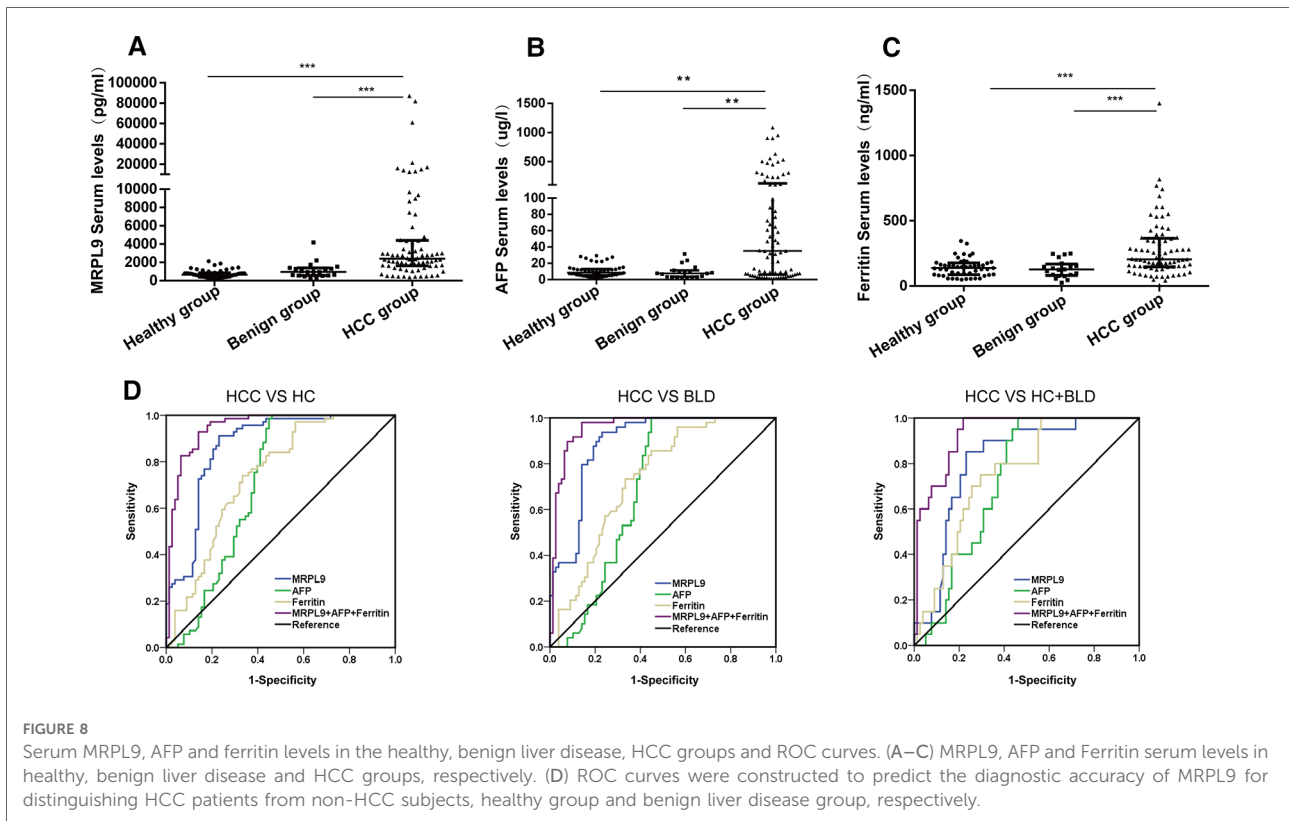 A
***
***
MRPL9 Serum levels (pg/ml)
100000
80000
60000
40000
20000
10000
8000
6000
4000
2000
0
Healthy group
Benign group
HCC group
B
**
**
AFP Serum levels (ug/l)
1500
1000
500
100
80
60
40
20
0
Healthy group
Benign group
HCC group
C
***
***
Ferritin Serum levels (ng/ml)
1500
1000
500
0
Healthy group
Benign group
HCC group
D
HCC VS HC
Sensitivity
1.0
0.8
0.6
0.4
0.2
0.0
MRPL9
AFP
Ferritin
MRPL9+AFP+Ferritin
Reference
0.0 0.2 0.4 0.6 0.8 1.0
1-Specificity
HCC VS BLD
Sensitivity
1.0
0.8
0.6
0.4
0.2
0.0
MRPL9
AFP
Ferritin
MRPL9+AFP+Ferritin
Reference
0.0 0.2 0.4 0.6 0.8 1.0
1-Specificity
HCC VS HC+BLD
Sensitivity
1.0
0.8
0.6
0.4
0.2
0.0
MRPL9
AFP
Ferritin
MRPL9+AFP+Ferritin
Reference
0.0 0.2 0.4 0.6 0.8 1.0
1-Specificity
FIGURE 8
Serum MRPL9, AFP and ferritin levels in the healthy, benign liver disease, HCC groups and ROC curves. (A–C) MRPL9, AFP and Ferritin serum levels in
healthy, benign liver disease and HCC groups, respectively. (D) ROC curves were constructed to predict the diagnostic accuracy of MRPL9 for
distinguishing HCC patients from non-HCC subjects, healthy group and benign liver disease group, respectively.